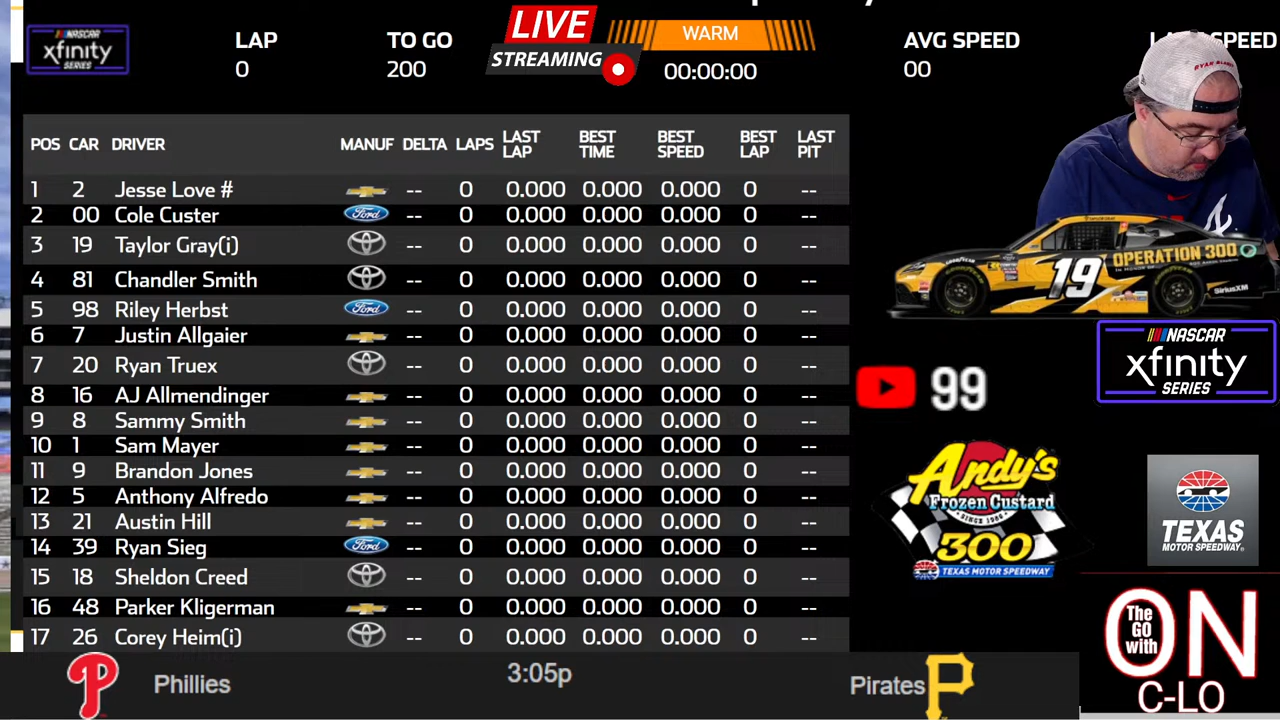 NASCAR
xfinity
SERIES
LAP
0
TO GO
200
LIVE
STREAMING
WARM
00:00:00
AVG SPEED
00
SPEED
POS CAR DRIVER MANUF DELTA LAPS LAST LAP BEST TIME BEST SPEED BEST LAP LAST PIT
1 2 Jesse Love # -- 0 0.000 0.000 0.000 0 --
2 00 Cole Custer Ford -- 0 0.000 0.000 0.000 0 --
3 19 Taylor Gray(i) -- 0 0.000 0.000 0.000 0 --
4 81 Chandler Smith -- 0 0.000 0.000 0.000 0 --
5 98 Riley Herbst Ford -- 0 0.000 0.000 0.000 0 --
6 7 Justin Allgaier -- 0 0.000 0.000 0.000 0 --
7 20 Ryan Truex -- 0 0.000 0.000 0.000 0 --
8 16 AJ Allmendinger -- 0 0.000 0.000 0.000 0 --
9 8 Sammy Smith -- 0 0.000 0.000 0.000 0 --
10 1 Sam Mayer -- 0 0.000 0.000 0.000 0 --
11 9 Brandon Jones -- 0 0.000 0.000 0.000 0 --
12 5 Anthony Alfredo -- 0 0.000 0.000 0.000 0 --
13 21 Austin Hill -- 0 0.000 0.000 0.000 0 --
14 39 Ryan Sieg Ford -- 0 0.000 0.000 0.000 0 --
15 18 Sheldon Creed -- 0 0.000 0.000 0.000 0 --
16 48 Parker Kligerman -- 0 0.000 0.000 0.000 0 --
17 26 Corey Heim(i) -- 0 0.000 0.000 0.000 0 --
OPERATION 300
19
SiriusXM
NASCAR
xfinity
SERIES
99
Andy's
Frozen Custard
SINCE 1986
300
TEXAS MOTOR SPEEDWAY
TEXAS
MOTOR SPEEDWAY
The
GO
with
ON
C-LO
P
Phillies
3:05p
Pirates
P